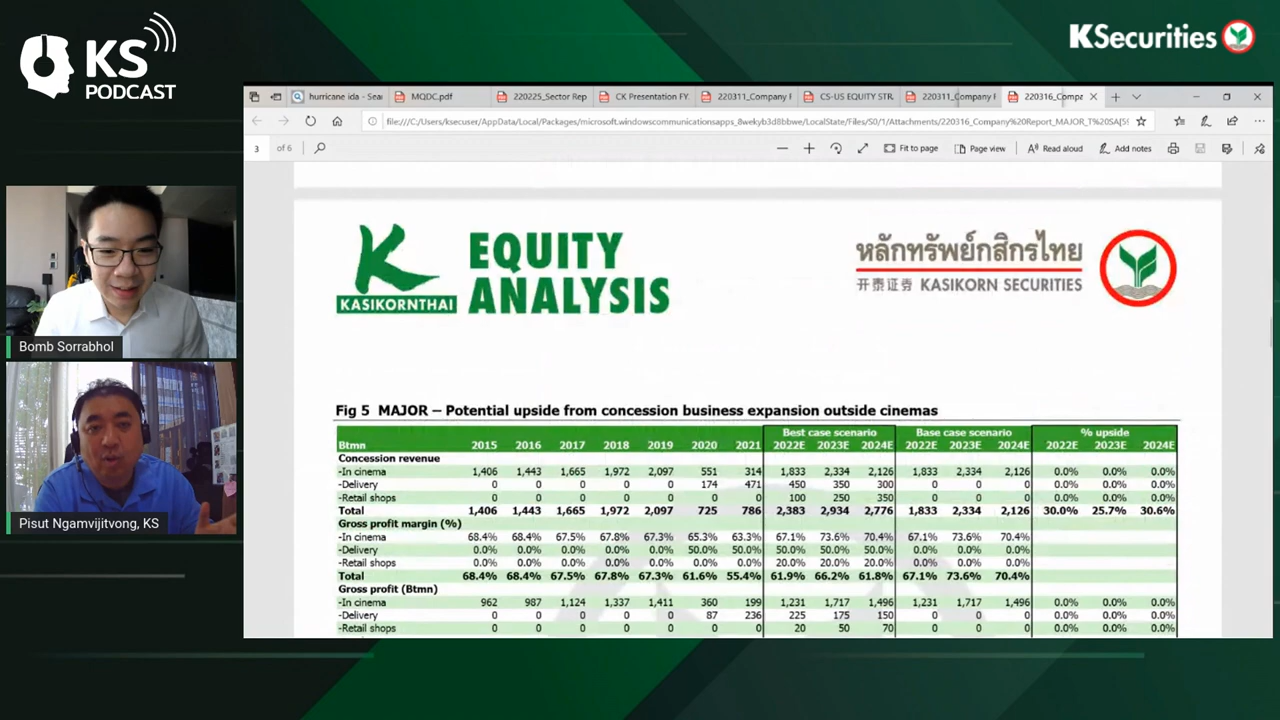 KS
PODCAST
KSecurities
hurricane ida - Sear
MQDC.pdf
220225_Sector Rep
CK Presentation FY.
220311_Company F
CS-US EQUITY STR.
220311_Company F
220316_Compa
3 of 6
Fit to page
Page view
Read aloud
Add notes
KASIKORNTHAI
EQUITY
ANALYSIS
หลักทรัพย์กสิกรไทย
开泰证券 KASIKORN SECURITIES
Bomb Sorrabhol
Pisut Ngamvijitvong, KS
Fig 5 MAJOR – Potential upside from concession business expansion outside cinemas
Best case scenario Base case scenario % upside
Btmn 2015 2016 2017 2018 2019 2020 2021 2022E 2023E 2024E 2022E 2023E 2024E 2022E 2023E 2024E
Concession revenue
-In cinema 1,406 1,443 1,665 1,972 2,097 551 314 1,833 2,334 2,126 1,833 2,334 2,126 0.0% 0.0% 0.0%
-Delivery 0 0 0 0 0 174 471 450 350 300 0 0 0 0.0% 0.0% 0.0%
-Retail shops 0 0 0 0 0 0 0 100 250 350 0 0 0 0.0% 0.0% 0.0%
Total 1,406 1,443 1,665 1,972 2,097 725 786 2,383 2,934 2,776 1,833 2,334 2,126 30.0% 25.7% 30.6%
Gross profit margin (%)
-In cinema 68.4% 68.4% 67.5% 67.8% 67.3% 65.3% 63.3% 67.1% 73.6% 70.4% 67.1% 73.6% 70.4%
-Delivery 0.0% 0.0% 0.0% 0.0% 0.0% 50.0% 50.0% 50.0% 50.0% 50.0% 0.0% 0.0% 0.0%
-Retail shops 0.0% 0.0% 0.0% 0.0% 0.0% 0.0% 0.0% 20.0% 20.0% 20.0% 0.0% 0.0% 0.0%
Total 68.4% 68.4% 67.5% 67.8% 67.3% 61.6% 55.4% 61.9% 66.2% 61.8% 67.1% 73.6% 70.4%
Gross profit (Btmn)
-In cinema 962 987 1,124 1,337 1,411 360 199 1,231 1,717 1,496 1,231 1,717 1,496 0.0% 0.0% 0.0%
-Delivery 0 0 0 0 0 87 236 225 175 150 0 0 0 0.0% 0.0% 0.0%
-Retail shops 0 0 0 0 0 0 0 20 50 70 0 0 0 0.0% 0.0% 0.0%